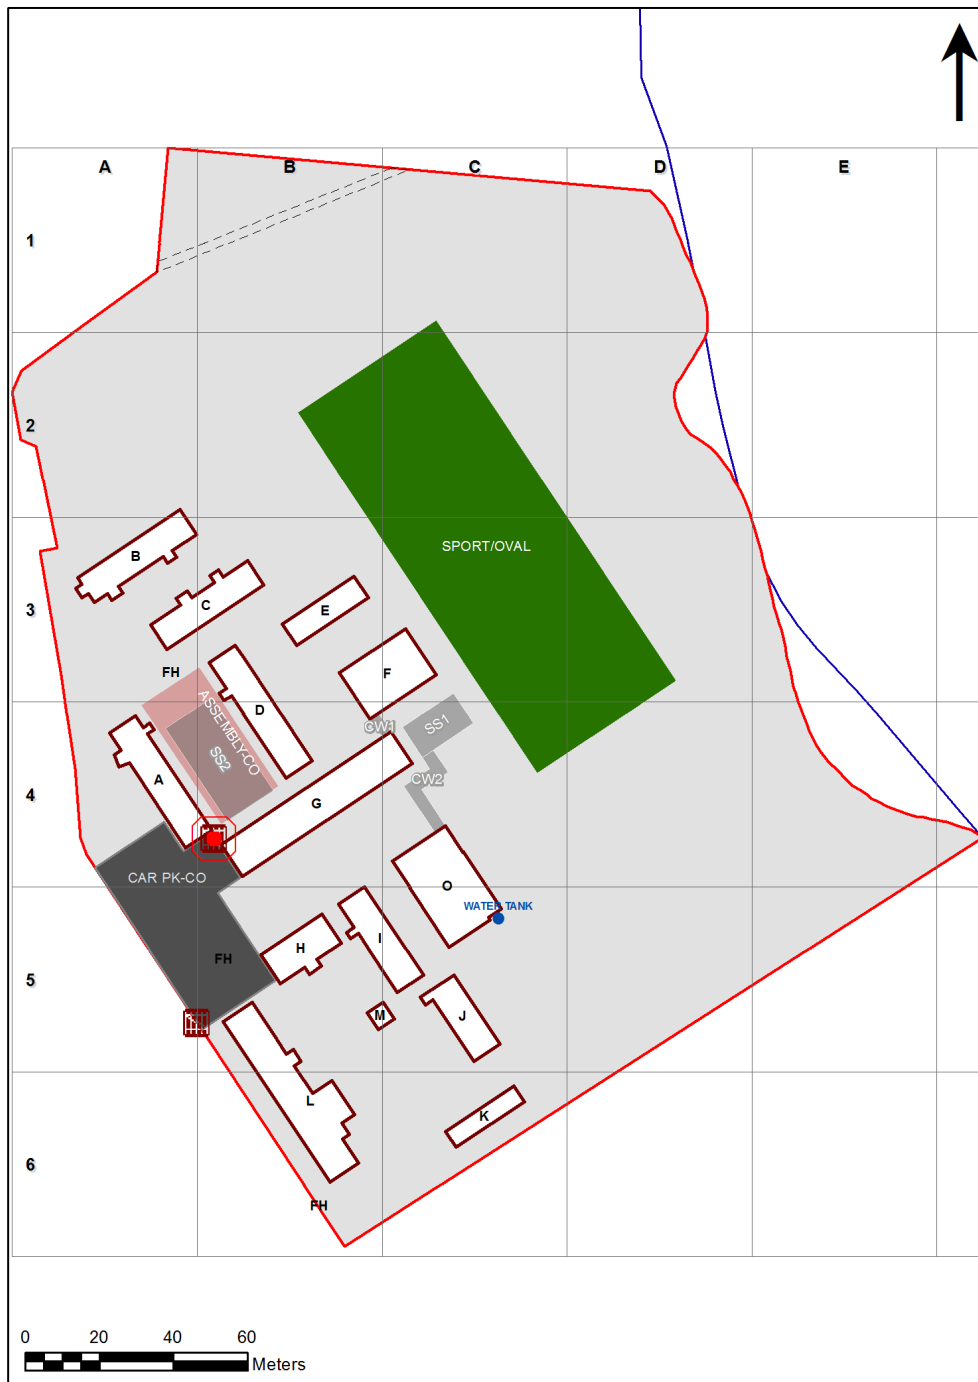 A B C D E
1
2
SPORT/OVAL
B
3
C
E
FH
F
D
ASSEMBLY-CO
SS2
CW1
SS1
A
CW2
4
G
CAR PK-CO
O
WATER TANK
FH
H
I
5
M
J
L
K
6
FH
0 20 40 60
Meters